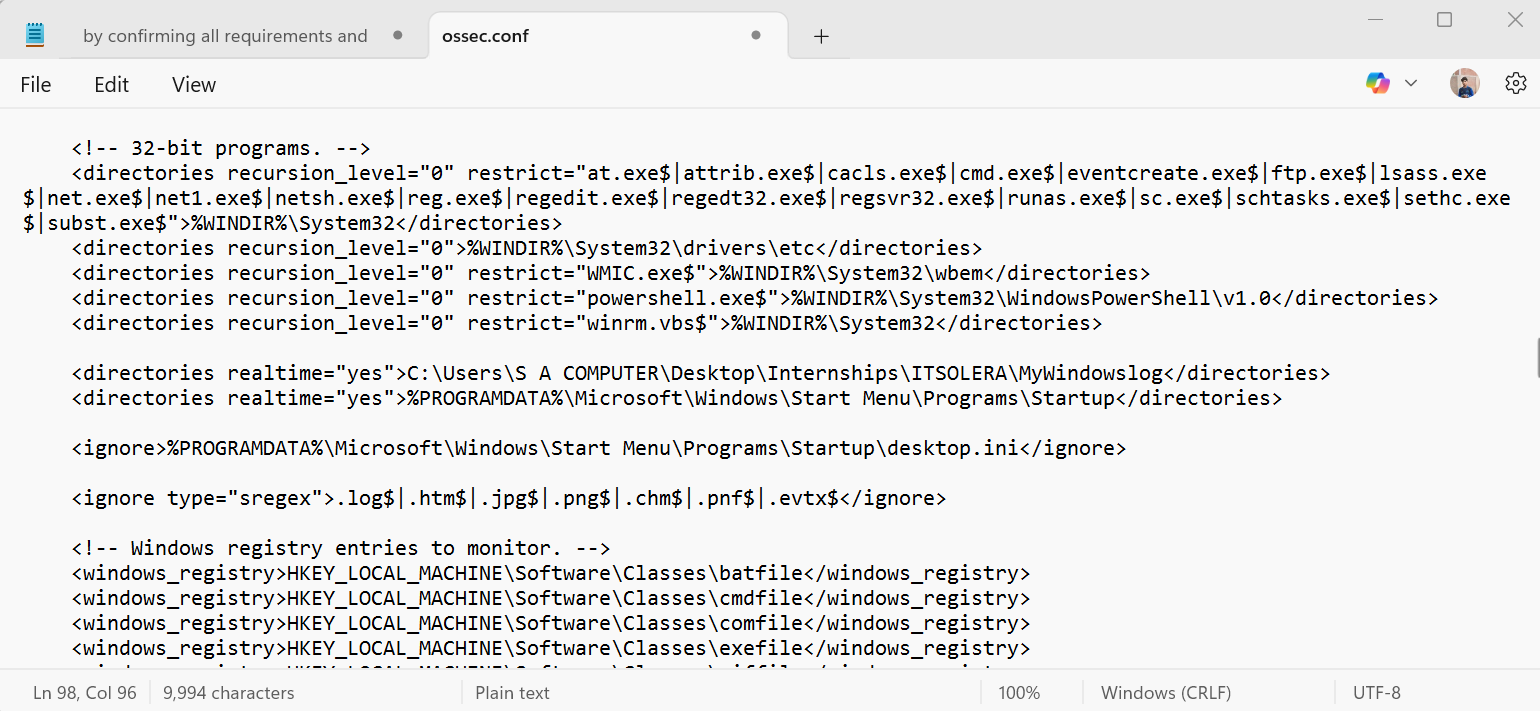 by confirming all requirements and
ossec.conf
File Edit View
<!-- 32-bit programs. -->
<directories recursion_level="0" restrict="at.exe$|attrib.exe$|cacls.exe$|cmd.exe$|eventcreate.exe$|ftp.exe$|lsass.exe
$|net.exe$|net1.exe$|netsh.exe$|reg.exe$|regedit.exe$|regedt32.exe$|regsvr32.exe$|runas.exe$|sc.exe$|schtasks.exe$|sethc.exe
$|subst.exe$">%WINDIR%\System32</directories>
<directories recursion_level="0">%WINDIR%\System32\drivers\etc</directories>
<directories recursion_level="0" restrict="WMIC.exe$">%WINDIR%\System32\wbem</directories>
<directories recursion_level="0" restrict="powershell.exe$">%WINDIR%\System32\WindowsPowerShell\v1.0</directories>
<directories recursion_level="0" restrict="winrm.vbs$">%WINDIR%\System32</directories>
<directories realtime="yes">C:\Users\S A COMPUTER\Desktop\Internships\ITSOLERA\MyWindowslog</directories>
<directories realtime="yes">%PROGRAMDATA%\Microsoft\Windows\Start Menu\Programs\Startup</directories>
<ignore>%PROGRAMDATA%\Microsoft\Windows\Start Menu\Programs\Startup\desktop.ini</ignore>
<ignore type="sregex">.log$|.htm$|.jpg$|.png$|.chm$|.pnf$|.evtx$</ignore>
<!-- Windows registry entries to monitor. -->
<windows_registry>HKEY_LOCAL_MACHINE\Software\Classes\batfile</windows_registry>
<windows_registry>HKEY_LOCAL_MACHINE\Software\Classes\cmdfile</windows_registry>
<windows_registry>HKEY_LOCAL_MACHINE\Software\Classes\comfile</windows_registry>
<windows_registry>HKEY_LOCAL_MACHINE\Software\Classes\exefile</windows_registry>
Ln 98, Col 96 9,994 characters Plain text 100% Windows (CRLF) UTF-8